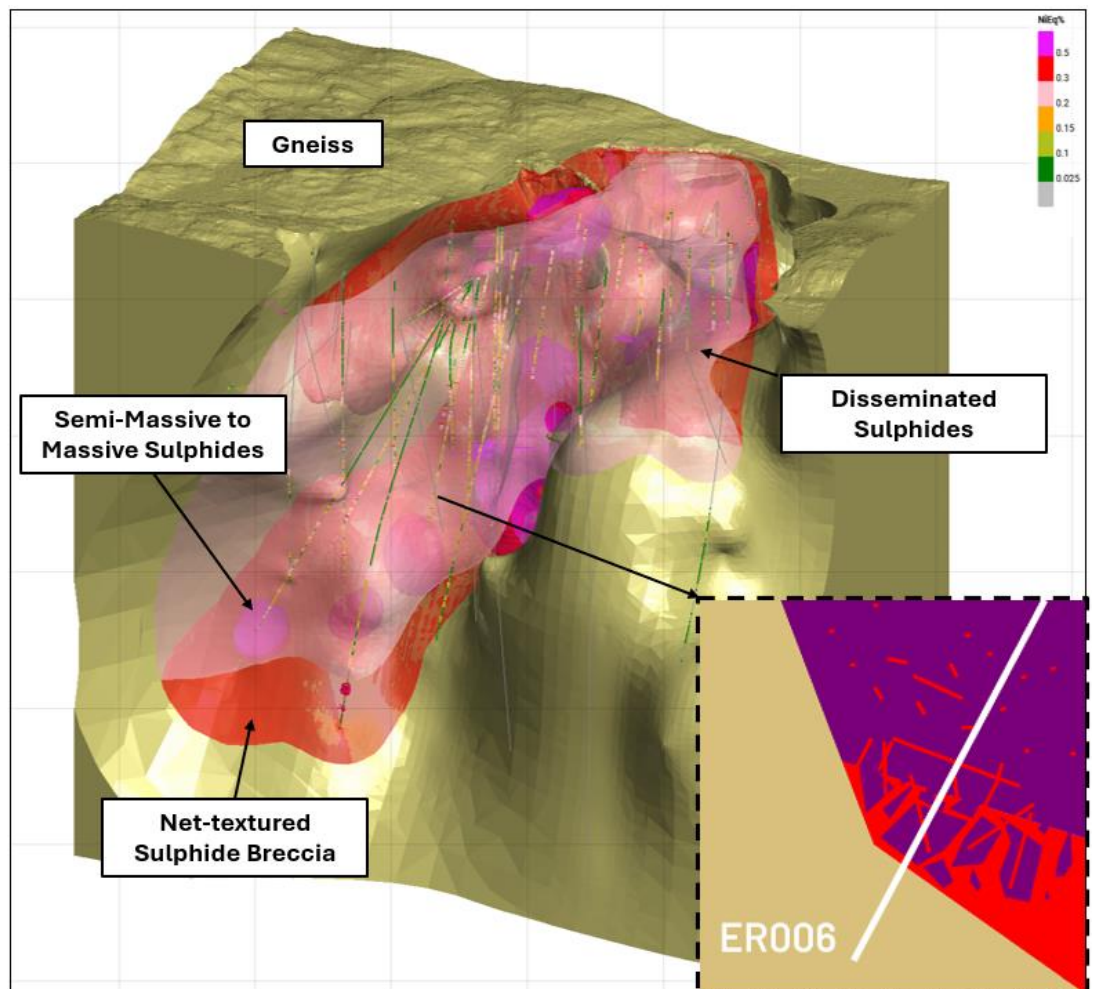 NiEq%
0.5
0.3
0.2
0.15
0.1
0.025
Gneiss
Semi-Massive to
Massive Sulphides
Disseminated
Sulphides
Net-textured
Sulphide Breccia
ER006